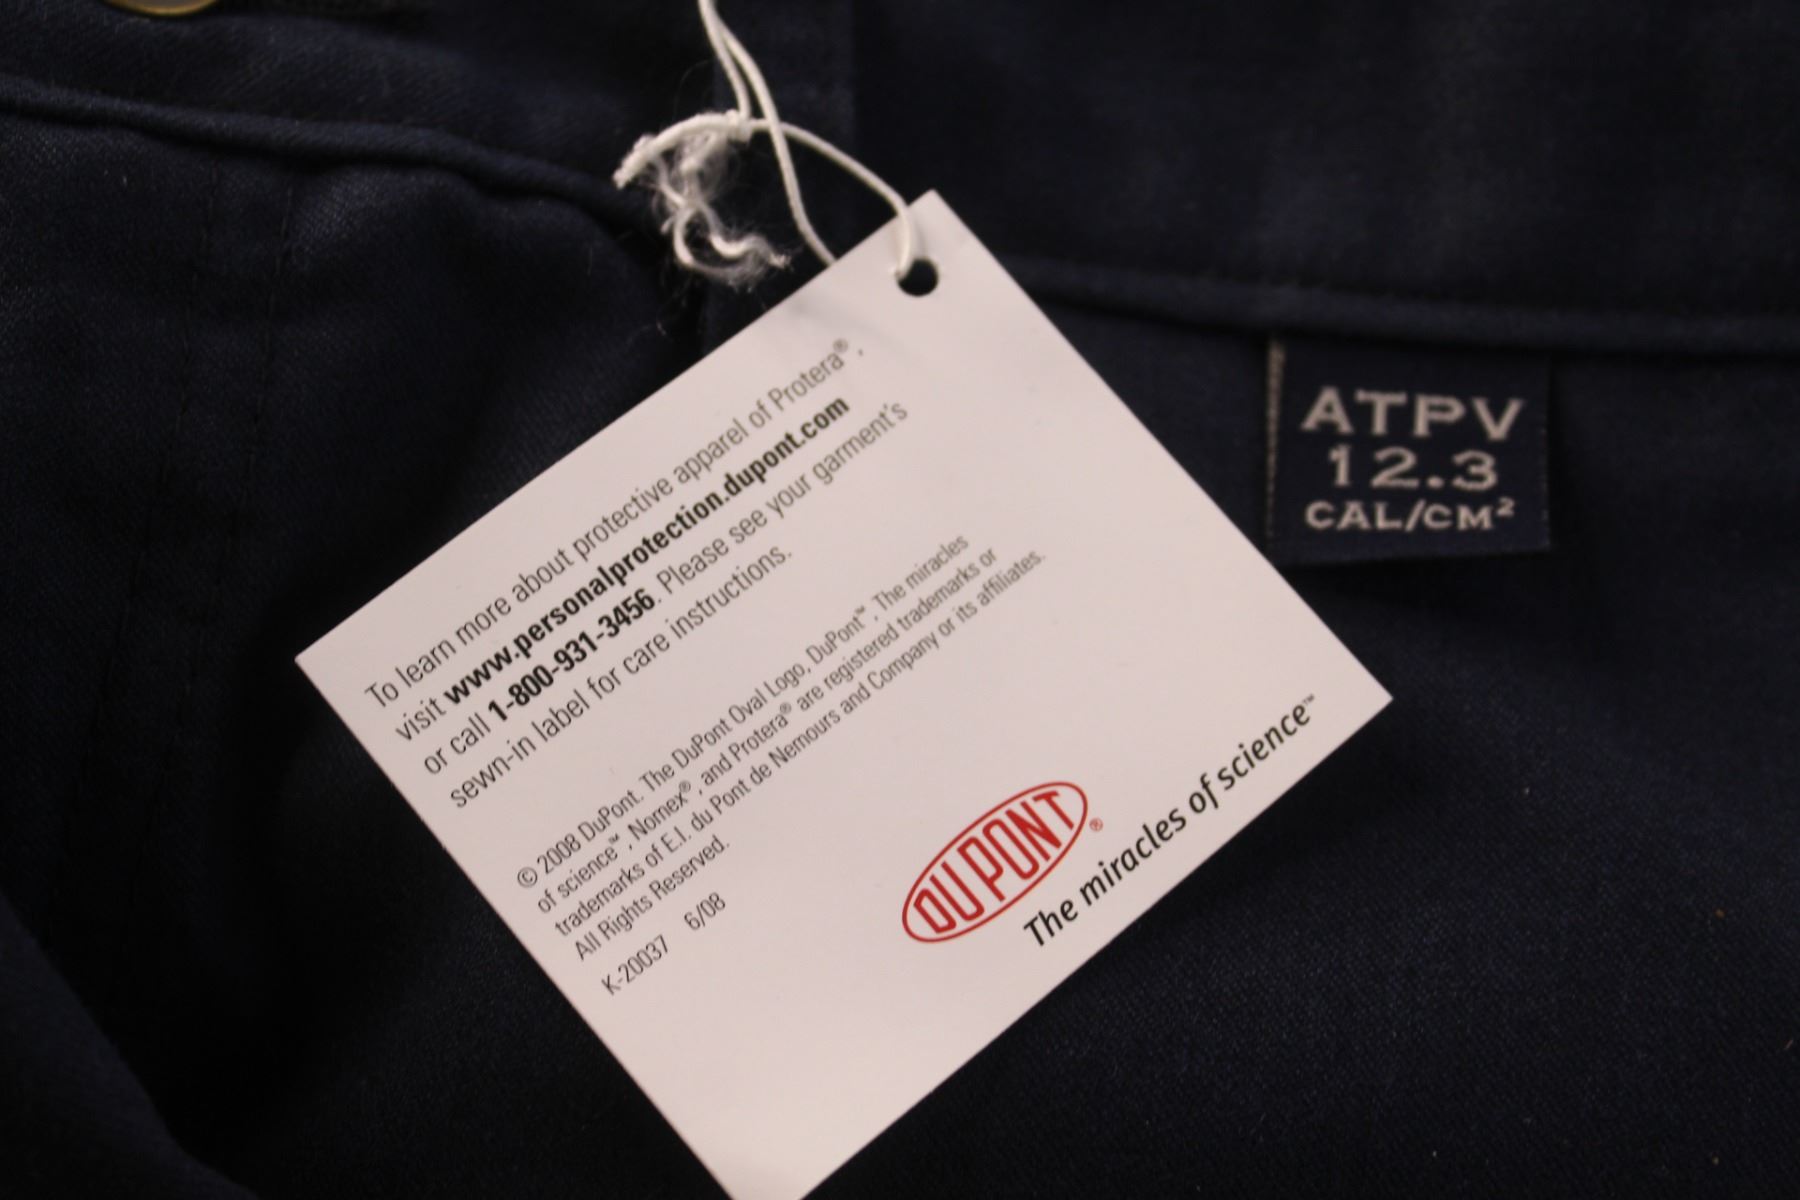 To learn more about protective apparel of Protera®,
visit www.personalprotection.dupont.com
or call 1-800-931-3456. Please see your garment's
sewn-in label for care instructions.
© 2008 DuPont. The DuPont Oval Logo, DuPont™, The miracles
of science™, Nomex®, and Protera® are registered trademarks or
trademarks of E.I. du Pont de Nemours and Company or its affiliates.
All Rights Reserved.
K-20037 6/08
DUPONT®
The miracles of science™
ATPV
12.3
CAL/CM²